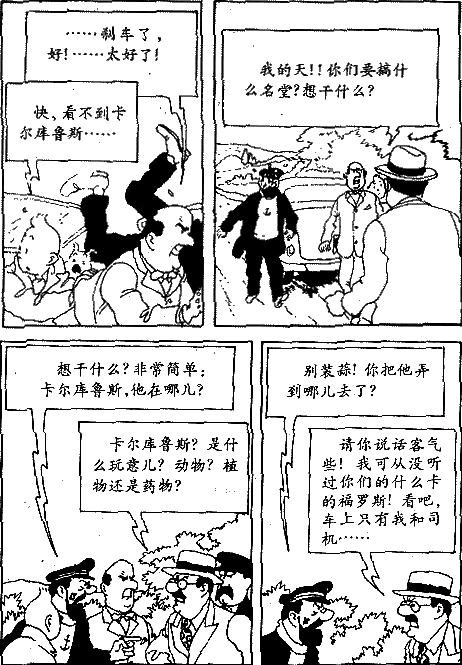 ……刹车了，
好！……太好了！
快、看不到卡
尔库鲁斯……
我的天！！你们要搞什
么名堂？想干什么？
想干什么？非常简单：
卡尔库鲁斯，他在哪儿？
卡尔库鲁斯？是什
么玩意儿？动物？植
物还是药物？
别装蒜！你把他弄
到哪儿去了？
请你说话客气
些！我可从没听
过你们的什么卡
的福罗斯！看吧，
车上只有我和司
机……